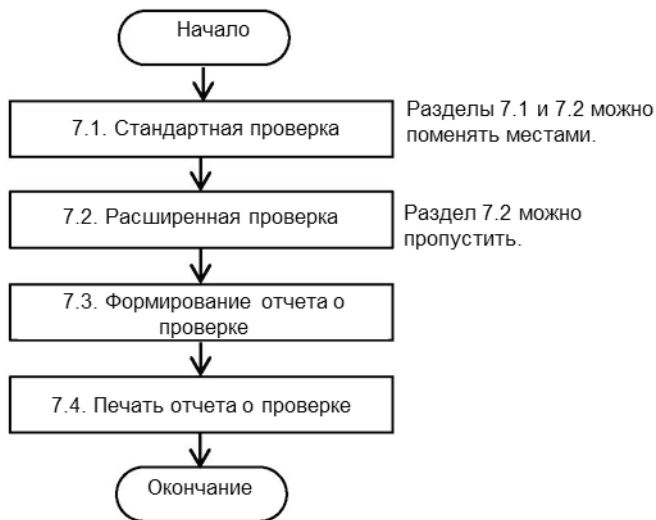 Начало
7.1. Стандартная проверка
Разделы 7.1 и 7.2 можно
поменять местами.
7.2. Расширенная проверка
Раздел 7.2 можно
пропустить.
7.3. Формирование отчета о
проверке
7.4. Печать отчета о проверке
Окончание